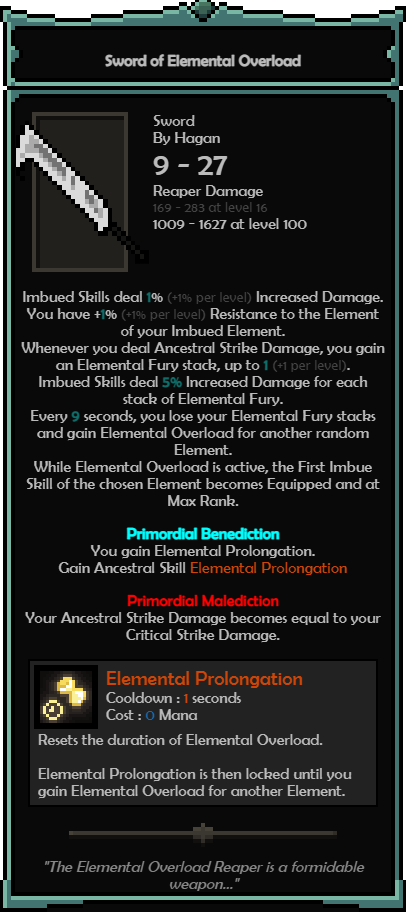 Sword of Elemental Overload
Sword
By Hagan
9 - 27
Reaper Damage
169 - 283 at level 16
1009 - 1627 at level 100
Imbued Skills deal 1% (+1% per level) Increased Damage.
You have +1% (+1% per level) Resistance to the Element
of your Imbued Element.
Whenever you deal Ancestral Strike Damage, you gain
an Elemental Fury stack, up to 1 (+1 per level).
Imbued Skills deal 5% Increased Damage for each
stack of Elemental Fury.
Every 9 seconds, you lose your Elemental Fury stacks
and gain Elemental Overload for another random
Element.
While Elemental Overload is active, the First Imbue
Skill of the chosen Element becomes Equipped and at
Max Rank.
Primordial Benediction
You gain Elemental Prolongation.
Gain Ancestral Skill Elemental Prolongation
Primordial Malediction
Your Ancestral Strike Damage becomes equal to your
Critical Strike Damage.
Elemental Prolongation
Cooldown : 1 seconds
Cost : 0 Mana
Resets the duration of Elemental Overload.
Elemental Prolongation is then locked until you
gain Elemental Overload for another Element.
"The Elemental Overload Reaper is a formidable
weapon..."